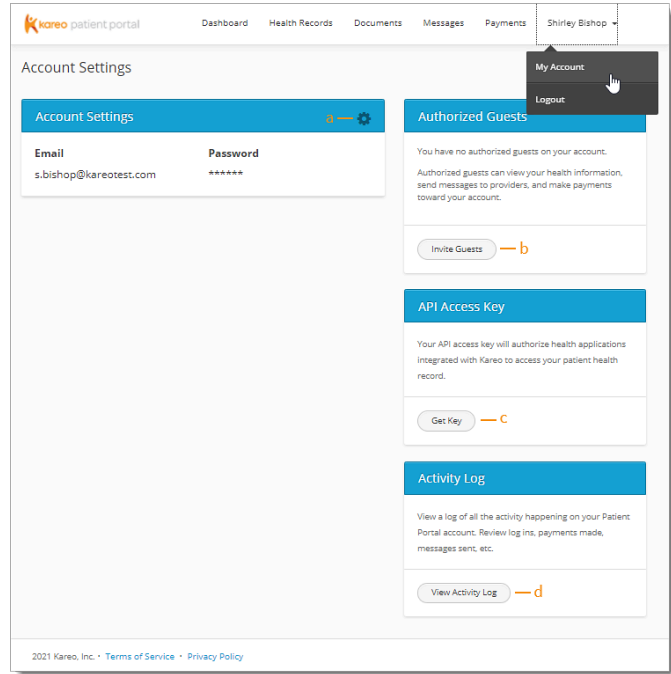 kareo patient portal
Dashboard Health Records Documents Messages Payments Shirley Bishop
My Account
Logout
Account Settings
Account Settings
a
Email Password
s.bishop@kareotest.com ******
Authorized Guests
You have no authorized guests on your account.
Authorized guests can view your health information,
send messages to providers, and make payments
toward your account.
Invite Guests b
API Access Key
Your API access key will authorize health applications
integrated with Kareo to access your patient health
record.
Get Key c
Activity Log
View a log of all the activity happening on your Patient
Portal account. Review log ins, payments made,
messages sent, etc.
View Activity Log d
2021 Kareo, Inc. • Terms of Service • Privacy Policy